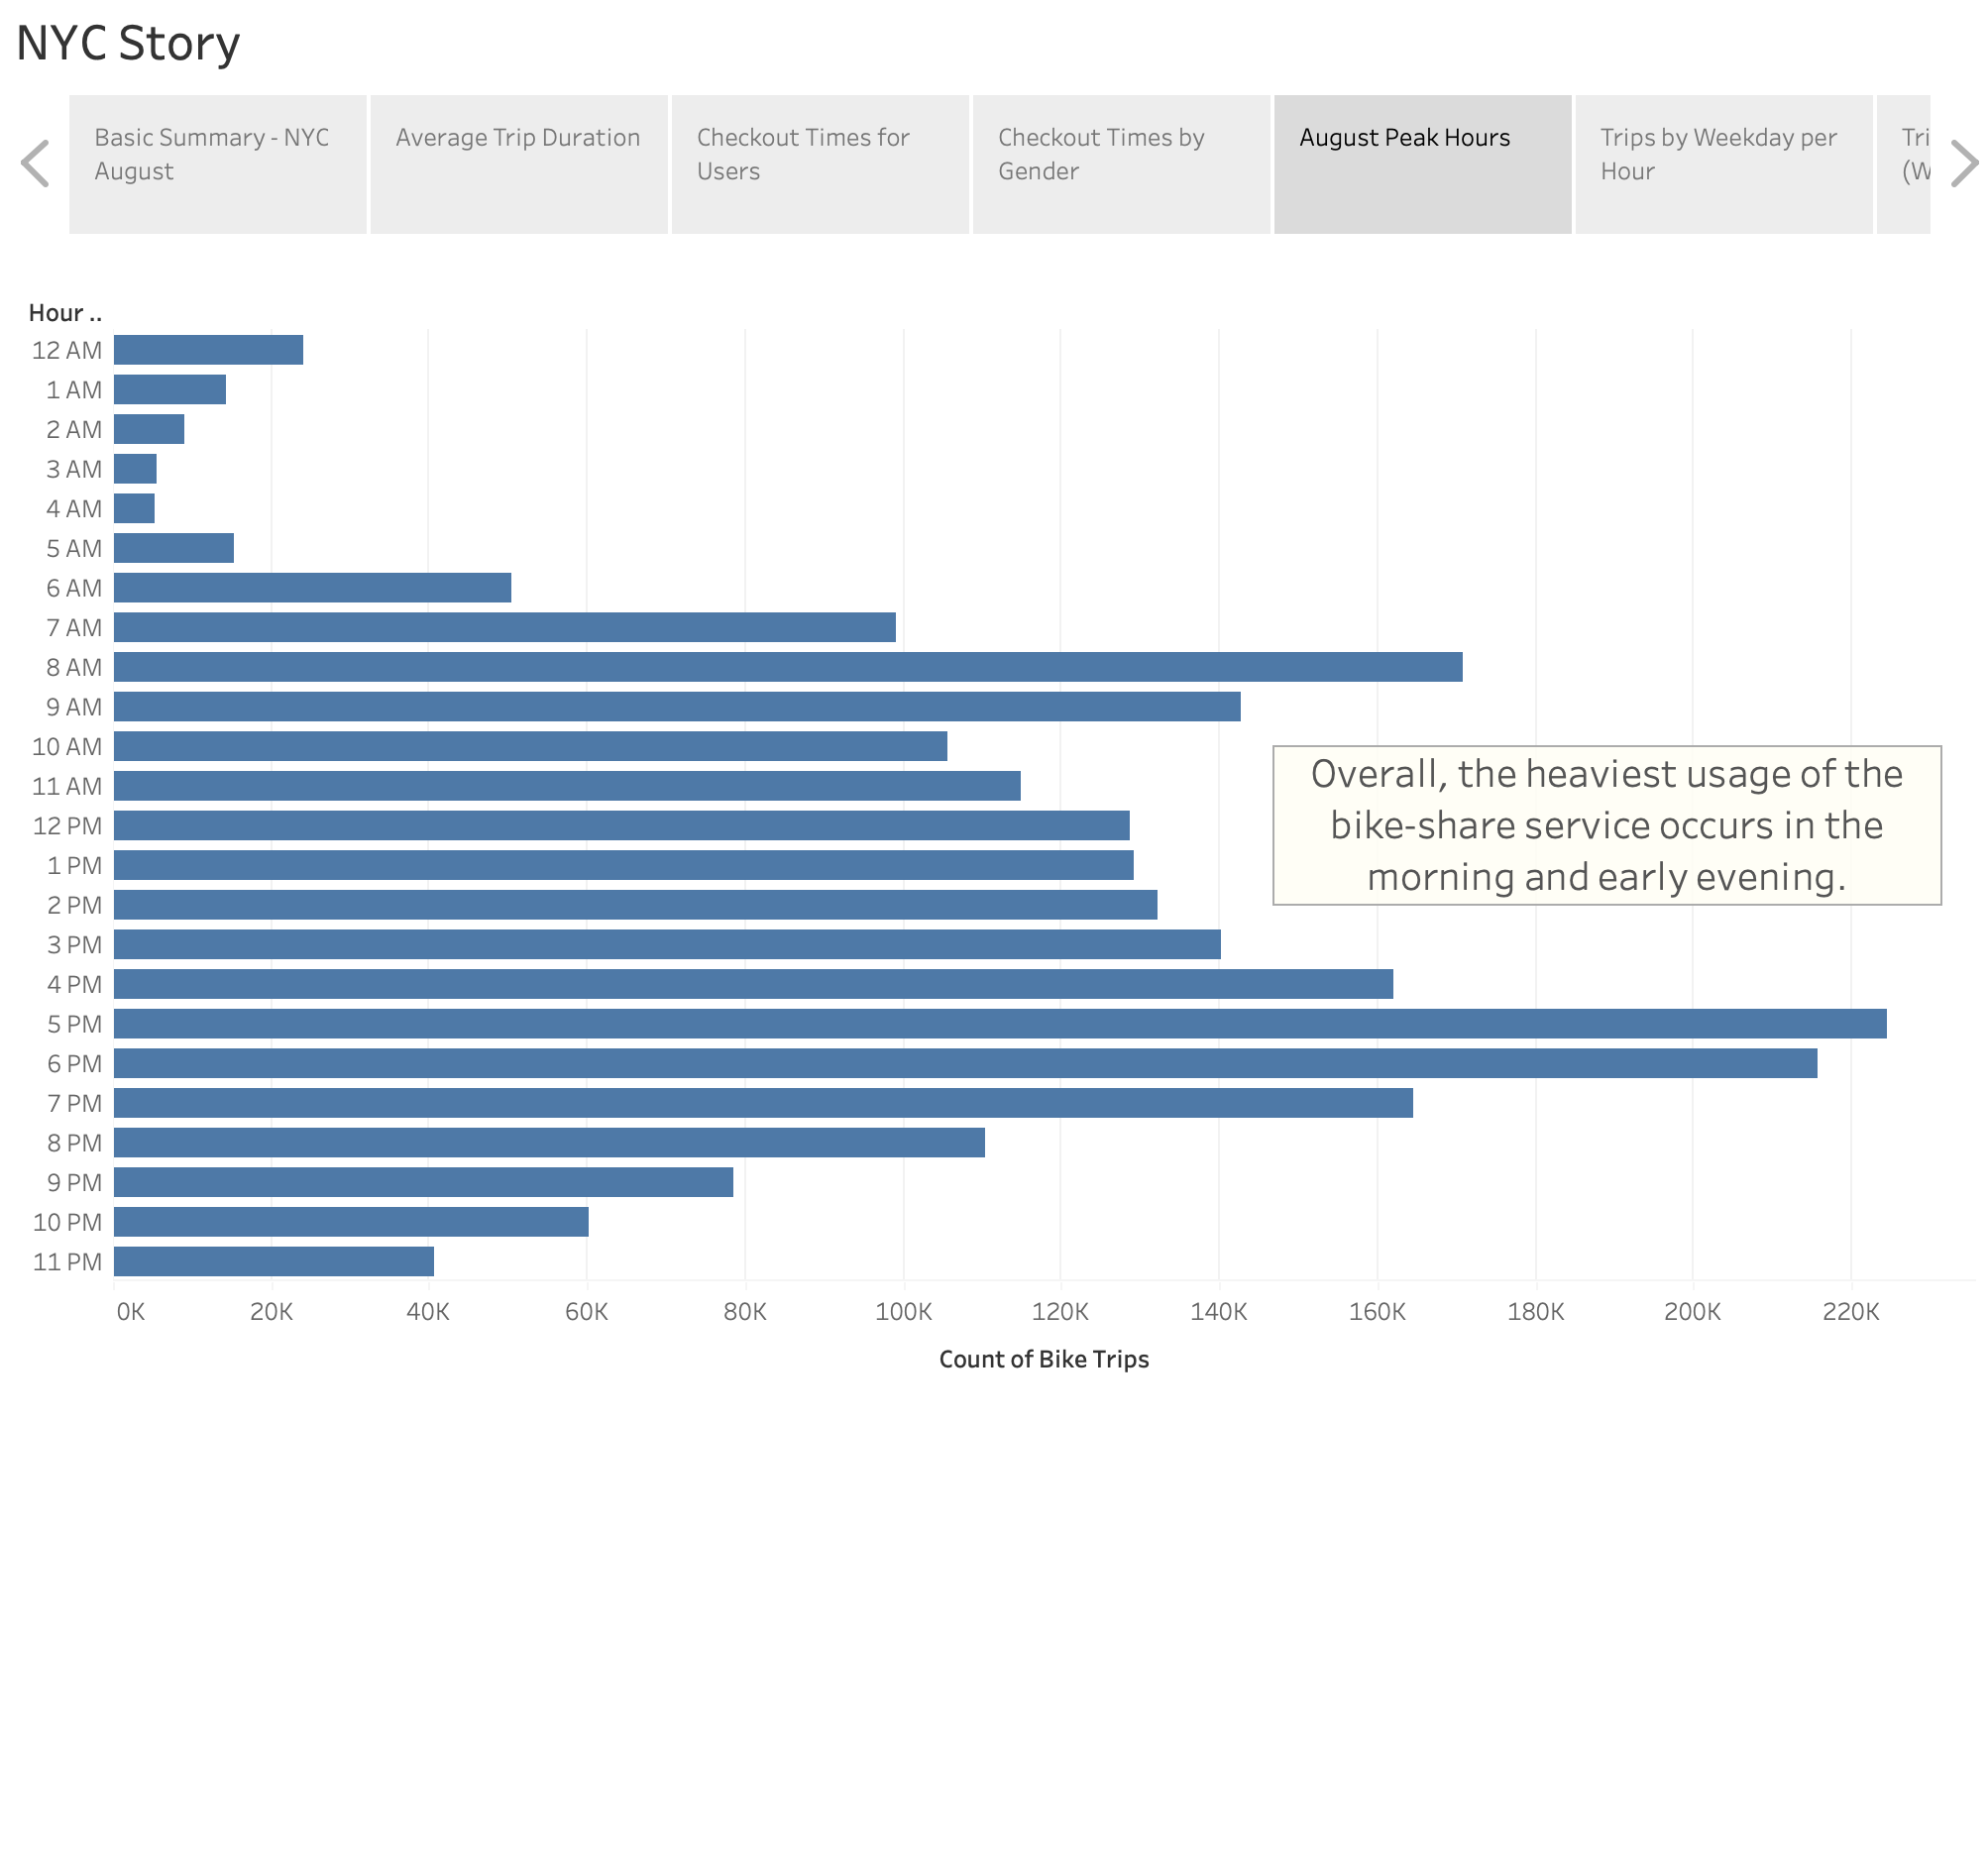 NYC Story
Basic Summary - NYC
August
Average Trip Duration
Checkout Times for
Users
Checkout Times by
Gender
August Peak Hours
Trips by Weekday per
Hour
Tri
(W
Hour ..
12 AM
1 AM
2 AM
3 AM
4 AM
5 AM
6 AM
7 AM
8 AM
9 AM
10 AM
11 AM
12 PM
1 PM
2 PM
3 PM
4 PM
5 PM
6 PM
7 PM
8 PM
9 PM
10 PM
11 PM
Overall, the heaviest usage of the
bike-share service occurs in the
morning and early evening.
0K 20K 40K 60K 80K 100K 120K 140K 160K 180K 200K 220K
Count of Bike Trips